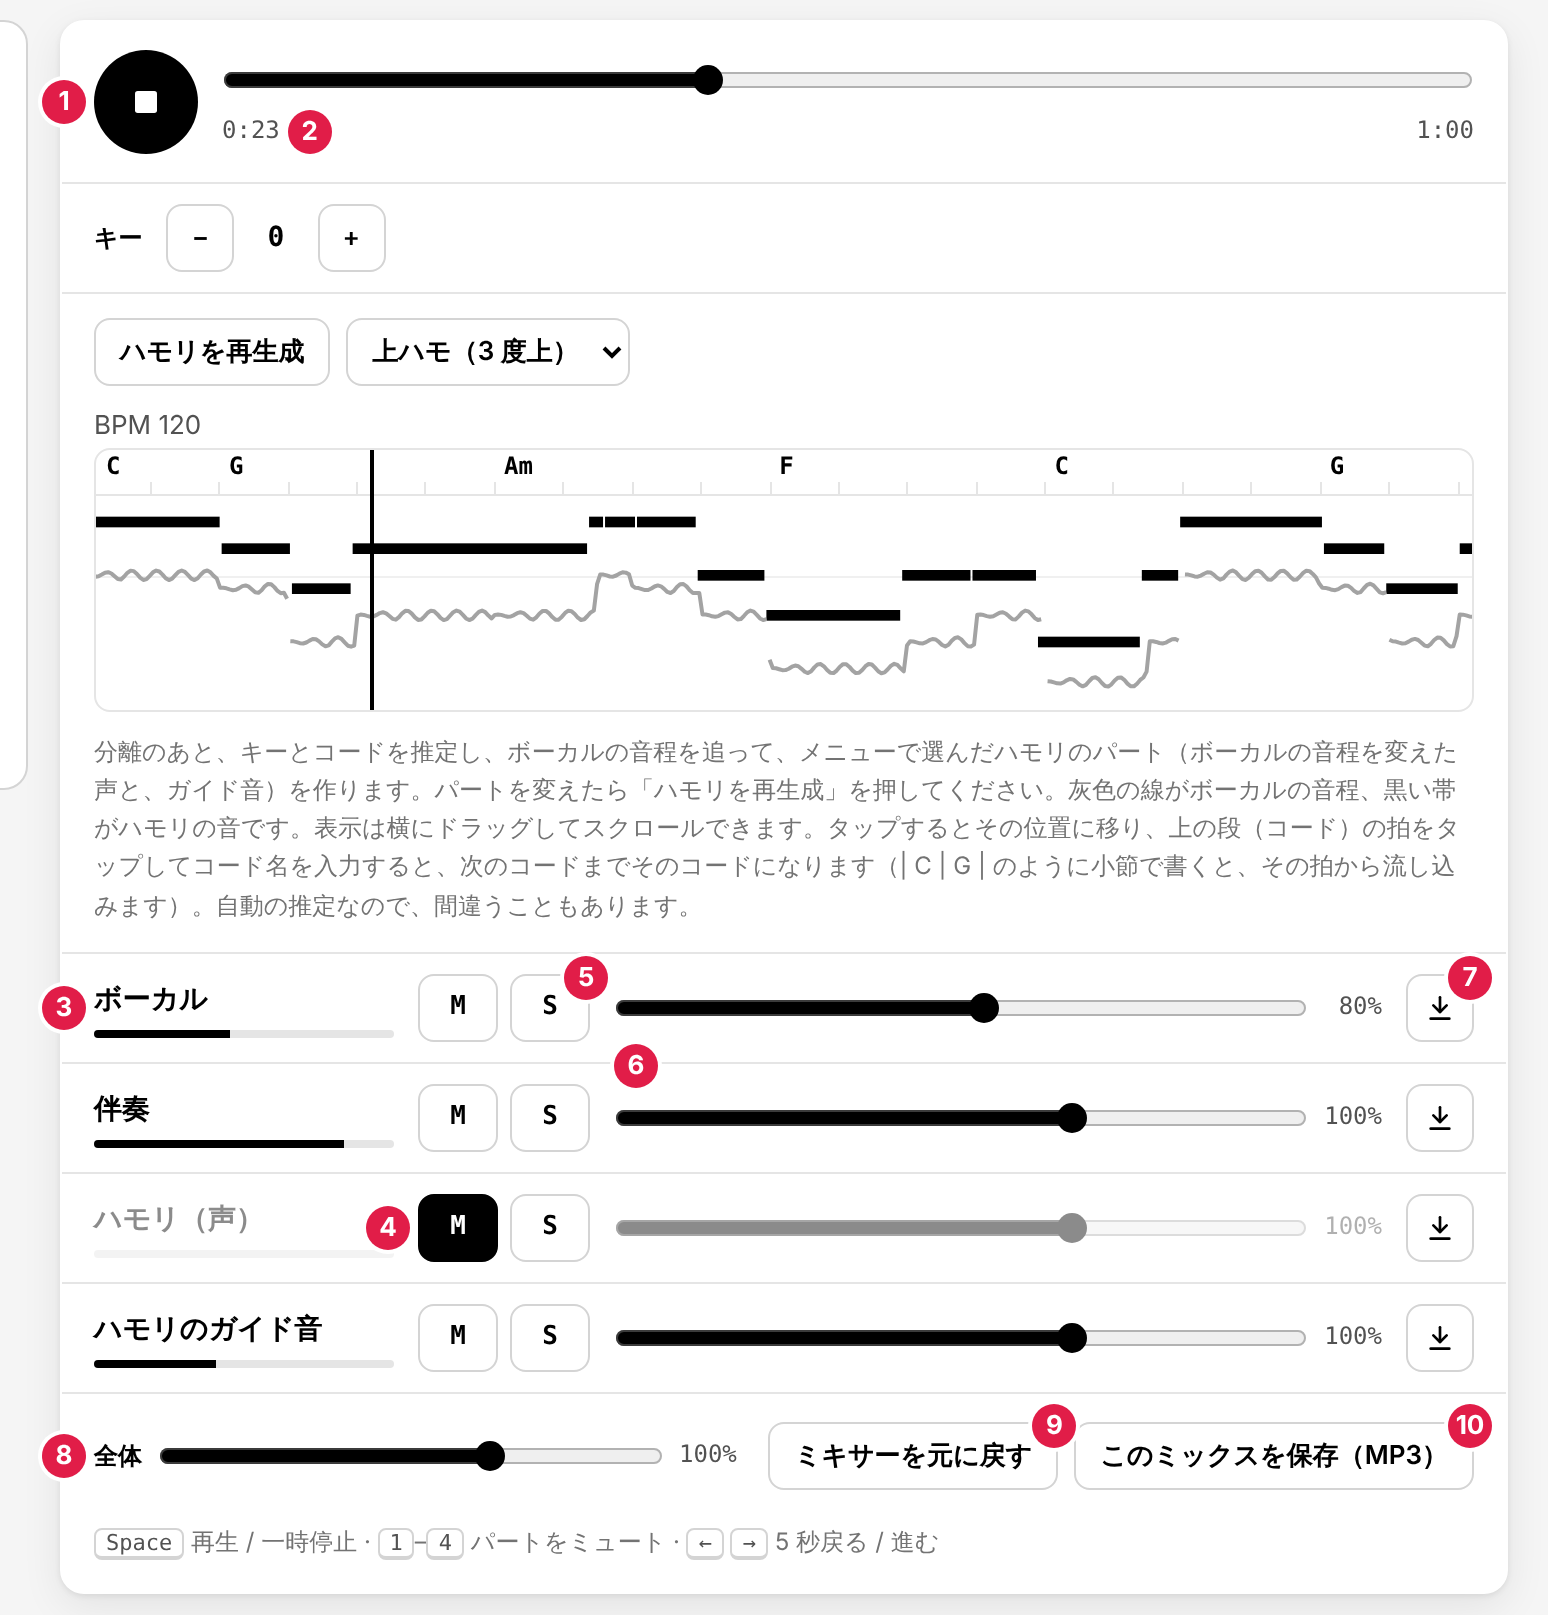 1
0:23 2 1:00
キー − 0 +
ハモリを再生成 上ハモ（3 度上）
BPM 120
C G Am F C G
分離のあと、キーとコードを推定し、ボーカルの音程を追って、メニューで選んだハモリのパート（ボーカルの音程を変えた
声と、ガイド音）を作ります。パートを変えたら「ハモリを再生成」を押してください。灰色の線がボーカルの音程、黒い帯
がハモリの音です。表示は横にドラッグしてスクロールできます。タップするとその位置に移り、上の段（コード）の拍をタ
ップしてコード名を入力すると、次のコードまでそのコードになります（| C | G | のように小節で書くと、その拍から流し込
みます）。自動の推定なので、間違うこともあります。
3 ボーカル M S 5 80% 7
6
伴奏 M S 100%
ハモリ（声） 4 M S 100%
ハモリのガイド音 M S 100%
8 全体 100% ミキサーを元に戻す 9 このミックスを保存（MP3） 10
Space 再生 / 一時停止 · 1–4 パートをミュート · ← → 5 秒戻る / 進む